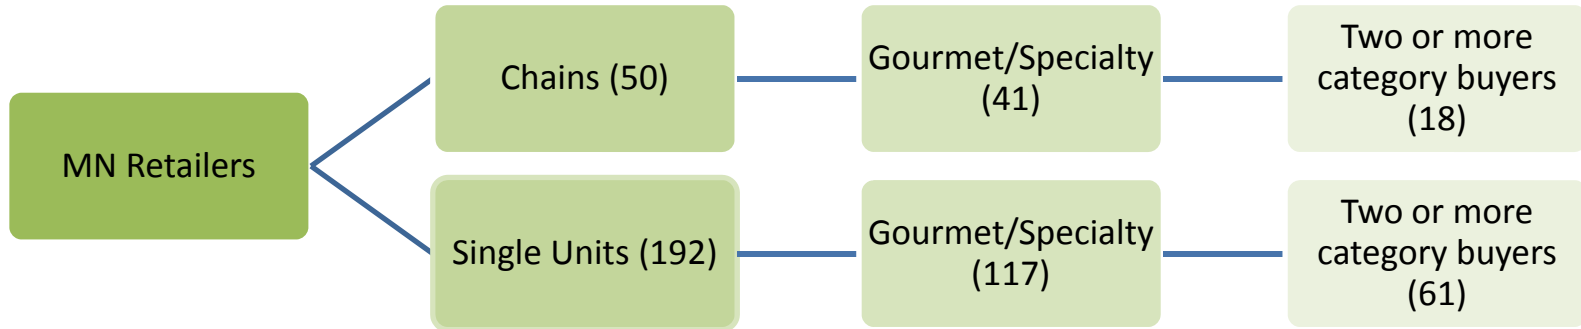 MN Retailers
Chains (50)
Gourmet/Specialty
(41)
Two or more
category buyers
(18)
Single Units (192)
Gourmet/Specialty
(117)
Two or more
category buyers
(61)